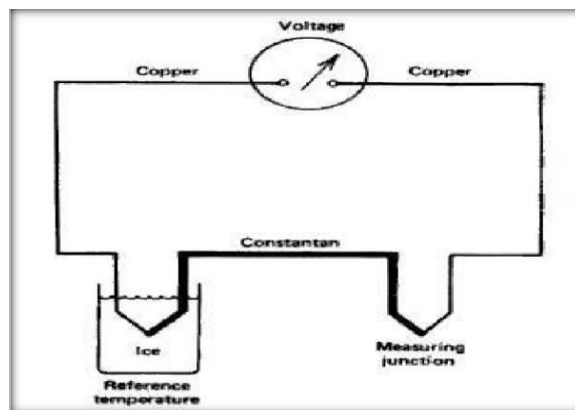 Voltage
Copper
Copper
Constantan
Ice
Measuring
junction
Reference
temperature